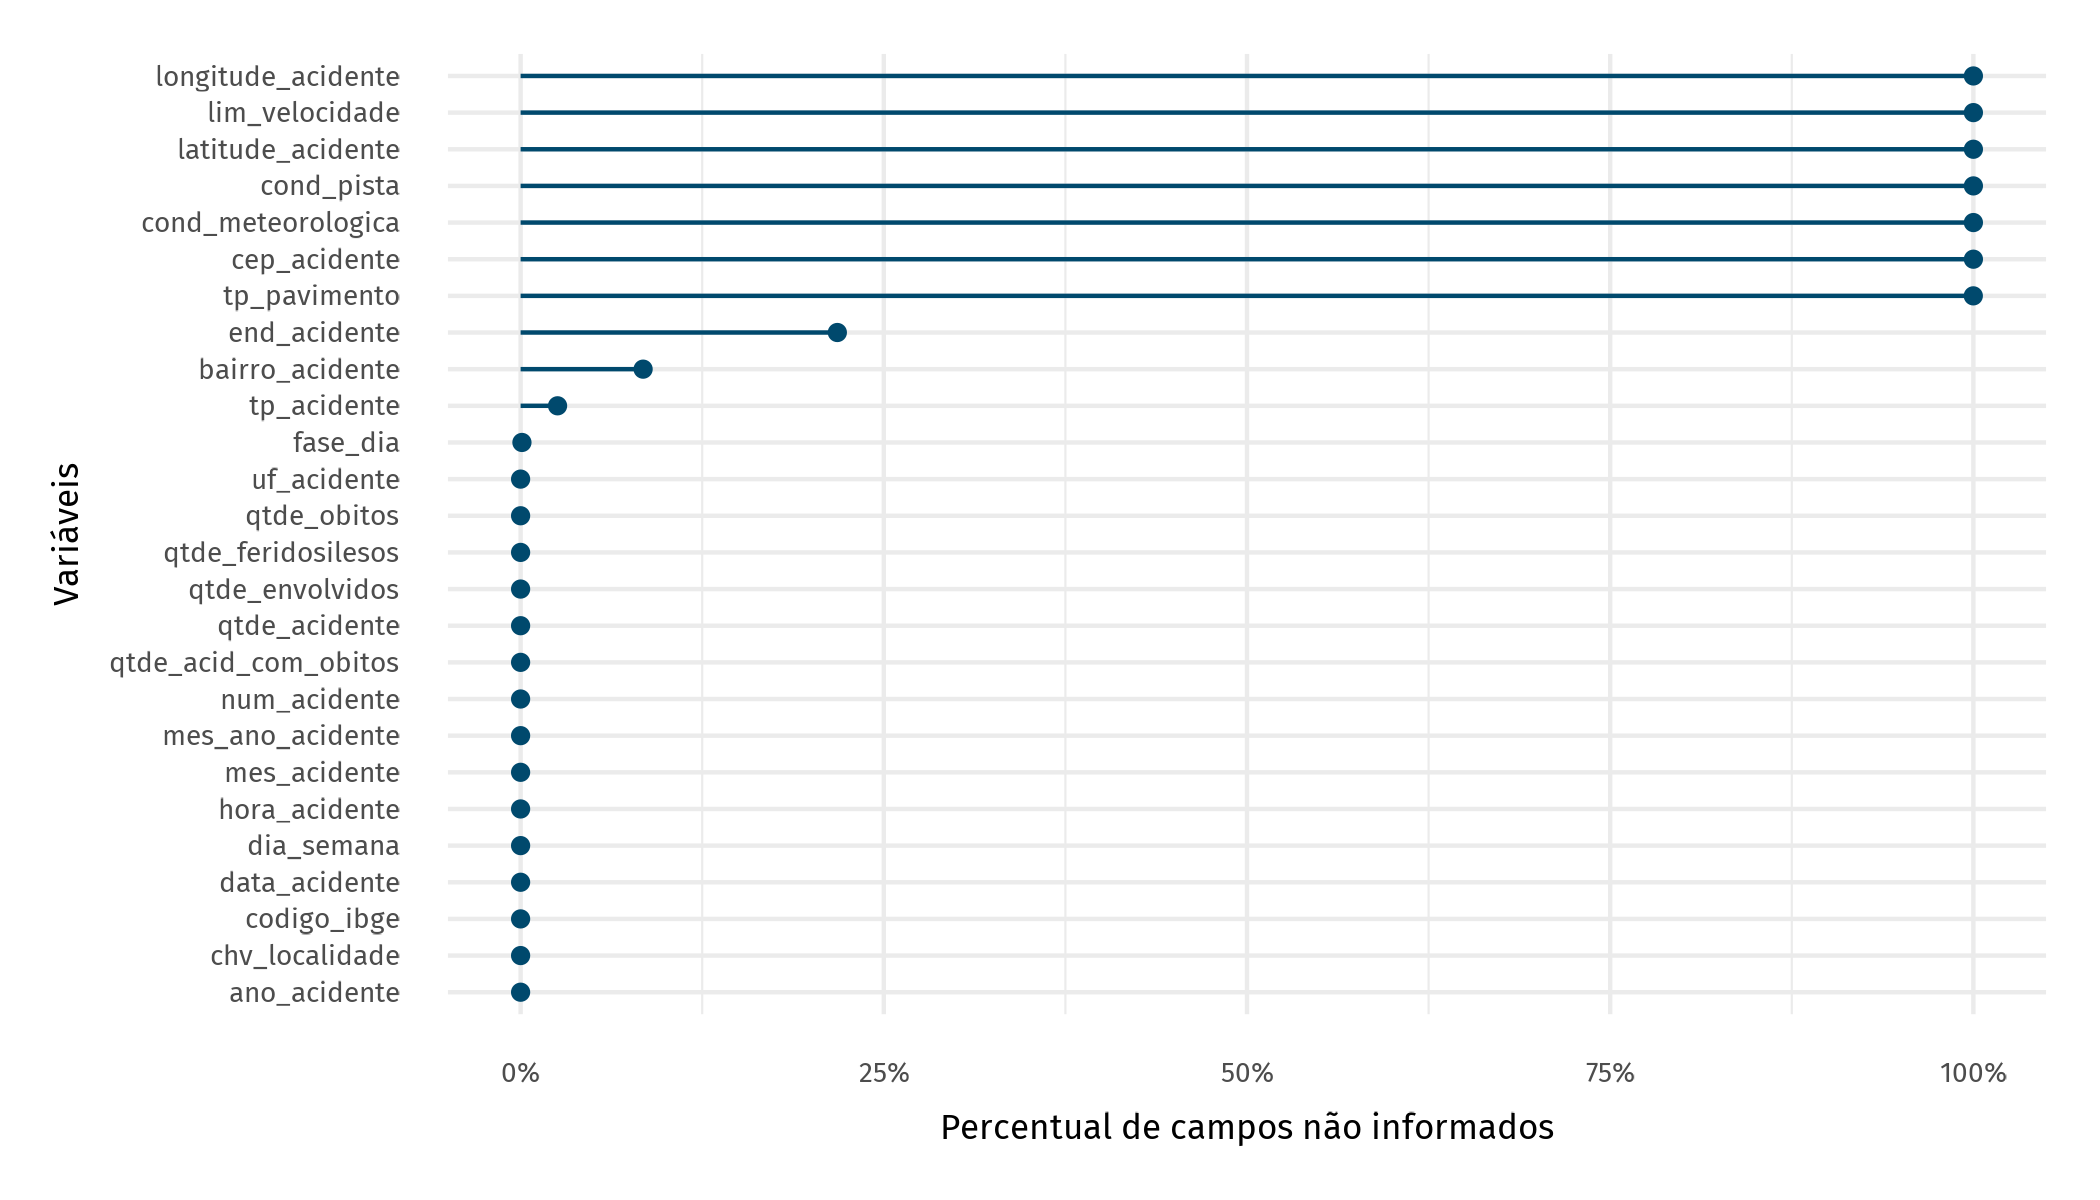 longitude_acidente
lim_velocidade
latitude_acidente
cond_pista
cond_meteorologica
cep_acidente
tp_pavimento
end_acidente
bairro_acidente
tp_acidente
fase_dia
uf_acidente
qtde_obitos
qtde_feridosilesos
qtde_envolvidos
qtde_acidente
qtde_acid_com_obitos
num_acidente
mes_ano_acidente
mes_acidente
hora_acidente
dia_semana
data_acidente
codigo_ibge
chv_localidade
ano_acidente
Variáveis
0% 25% 50% 75% 100%
Percentual de campos não informados